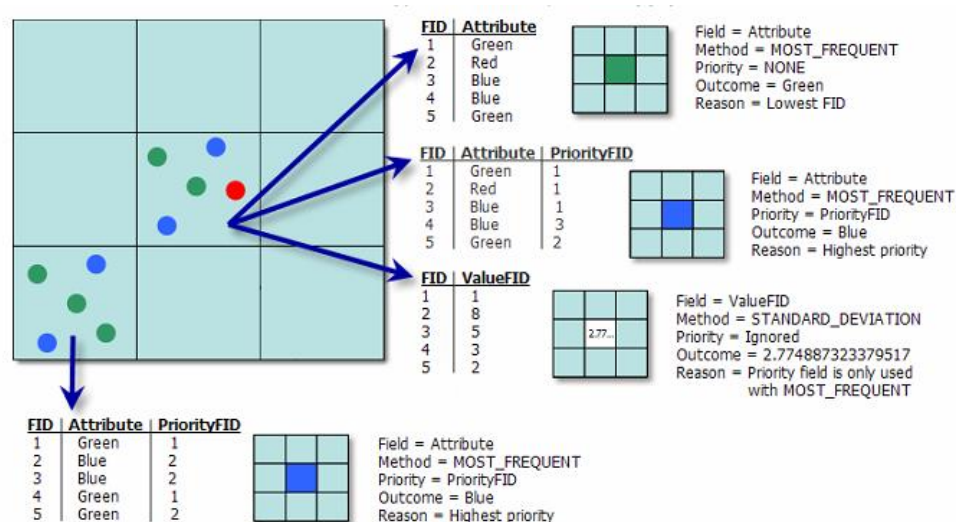 FID | Attribute
1 Green
2 Red
3 Blue
4 Blue
5 Green
Field = Attribute
Method = MOST_FREQUENT
Priority = NONE
Outcome = Green
Reason = Lowest FID
FID | Attribute | PriorityFID
1 Green 1
2 Red 1
3 Blue 1
4 Blue 3
5 Green 2
Field = Attribute
Method = MOST_FREQUENT
Priority = PriorityFID
Outcome = Blue
Reason = Highest priority
FID | ValueFID
1 1
2 8
3 5
4 3
5 2
2.77...
Field = ValueFID
Method = STANDARD_DEVIATION
Priority = Ignored
Outcome = 2.774887323379517
Reason = Priority field is only used
with MOST_FREQUENT
FID | Attribute | PriorityFID
1 Green 1
2 Blue 2
3 Blue 2
4 Green 1
5 Green 2
Field = Attribute
Method = MOST_FREQUENT
Priority = PriorityFID
Outcome = Blue
Reason = Highest priority